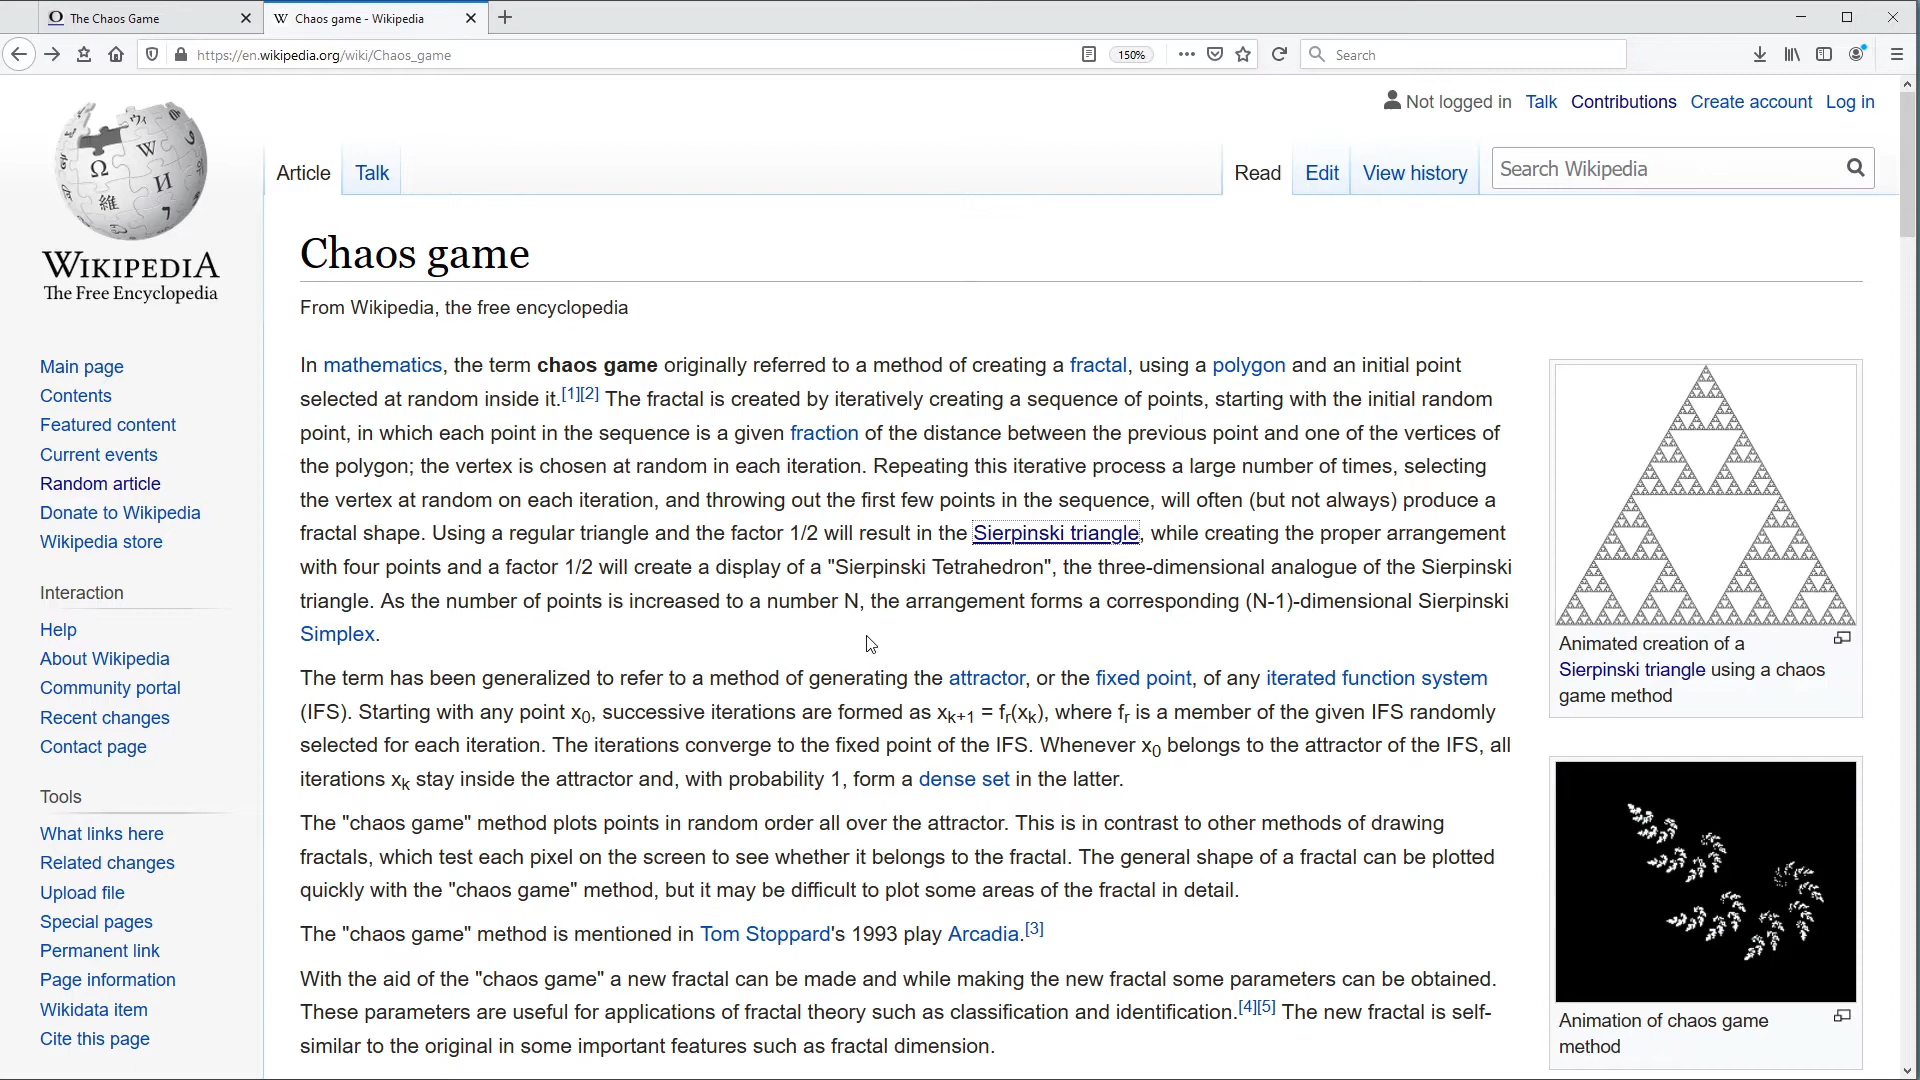 The Chaos Game
Chaos game - Wikipedia
https://en.wikipedia.org/wiki/Chaos_game
150%
Search
Not logged in Talk Contributions Create account Log in
Article Talk Read Edit View history Search Wikipedia
WIKIPEDIA
The Free Encyclopedia
Main page
Contents
Featured content
Current events
Random article
Donate to Wikipedia
Wikipedia store
Interaction
Help
About Wikipedia
Community portal
Recent changes
Contact page
Tools
What links here
Related changes
Upload file
Special pages
Permanent link
Page information
Wikidata item
Cite this page
Chaos game
From Wikipedia, the free encyclopedia
In mathematics, the term chaos game originally referred to a method of creating a fractal, using a polygon and an initial point
selected at random inside it.[1][2] The fractal is created by iteratively creating a sequence of points, starting with the initial random
point, in which each point in the sequence is a given fraction of the distance between the previous point and one of the vertices of
the polygon; the vertex is chosen at random in each iteration. Repeating this iterative process a large number of times, selecting
the vertex at random on each iteration, and throwing out the first few points in the sequence, will often (but not always) produce a
fractal shape. Using a regular triangle and the factor 1/2 will result in the Sierpinski triangle, while creating the proper arrangement
with four points and a factor 1/2 will create a display of a "Sierpinski Tetrahedron", the three-dimensional analogue of the Sierpinski
triangle. As the number of points is increased to a number N, the arrangement forms a corresponding (N-1)-dimensional Sierpinski
Simplex.
The term has been generalized to refer to a method of generating the attractor, or the fixed point, of any iterated function system
(IFS). Starting with any point x0, successive iterations are formed as xk+1 = fr(xk), where fr is a member of the given IFS randomly
selected for each iteration. The iterations converge to the fixed point of the IFS. Whenever x0 belongs to the attractor of the IFS, all
iterations xk stay inside the attractor and, with probability 1, form a dense set in the latter.
The "chaos game" method plots points in random order all over the attractor. This is in contrast to other methods of drawing
fractals, which test each pixel on the screen to see whether it belongs to the fractal. The general shape of a fractal can be plotted
quickly with the "chaos game" method, but it may be difficult to plot some areas of the fractal in detail.
The "chaos game" method is mentioned in Tom Stoppard's 1993 play Arcadia.[3]
With the aid of the "chaos game" a new fractal can be made and while making the new fractal some parameters can be obtained.
These parameters are useful for applications of fractal theory such as classification and identification.[4][5] The new fractal is self-
similar to the original in some important features such as fractal dimension.
Animated creation of a
Sierpinski triangle using a chaos
game method
Animation of chaos game
method